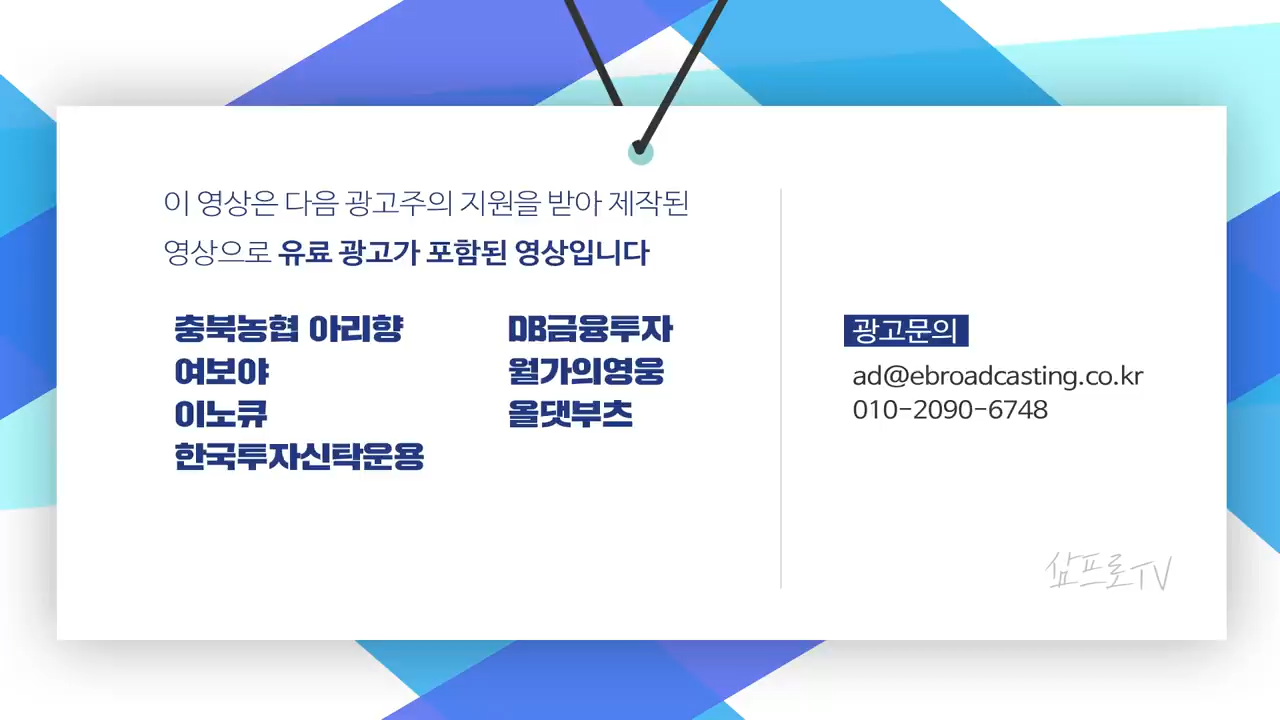 이 영상은 다음 광고주의 지원을 받아 제작된
영상으로 유료 광고가 포함된 영상입니다
충북농협 아리향
여보야
이노큐
한국투자신탁운용
DB금융투자
월가의영웅
올댓부츠
광고문의
ad@ebroadcasting.co.kr
010-2090-6748
삼프로TV